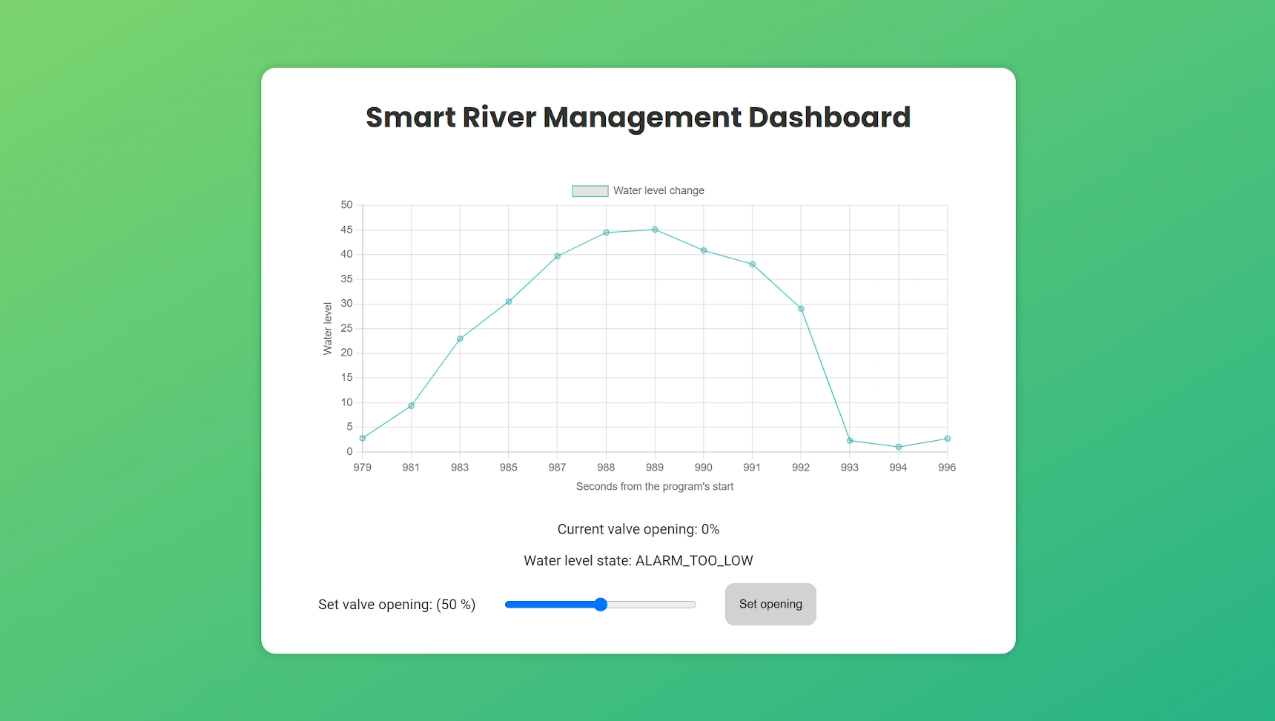 Smart River Management Dashboard
Water level change
50
45
40
35
30
25
20
15
10
5
0
Water level
979 981 983 985 987 988 989 990 991 992 993 994 996
Seconds from the program's start
Current valve opening: 0%
Water level state: ALARM_TOO_LOW
Set valve opening: (50 %) Set opening